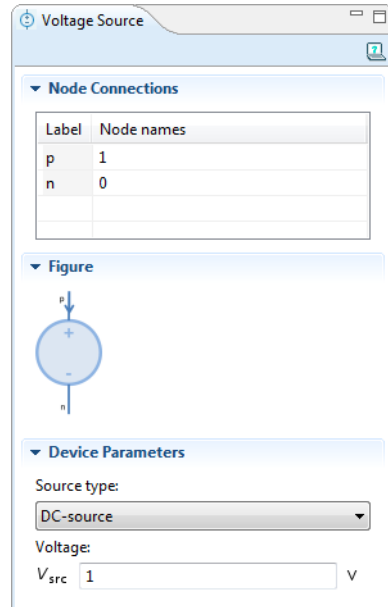 Voltage Source
Node Connections
Label Node names
p 1
n 0
Figure
p
+
-
n
Device Parameters
Source type:
DC-source
Voltage:
Vsrc 1 V